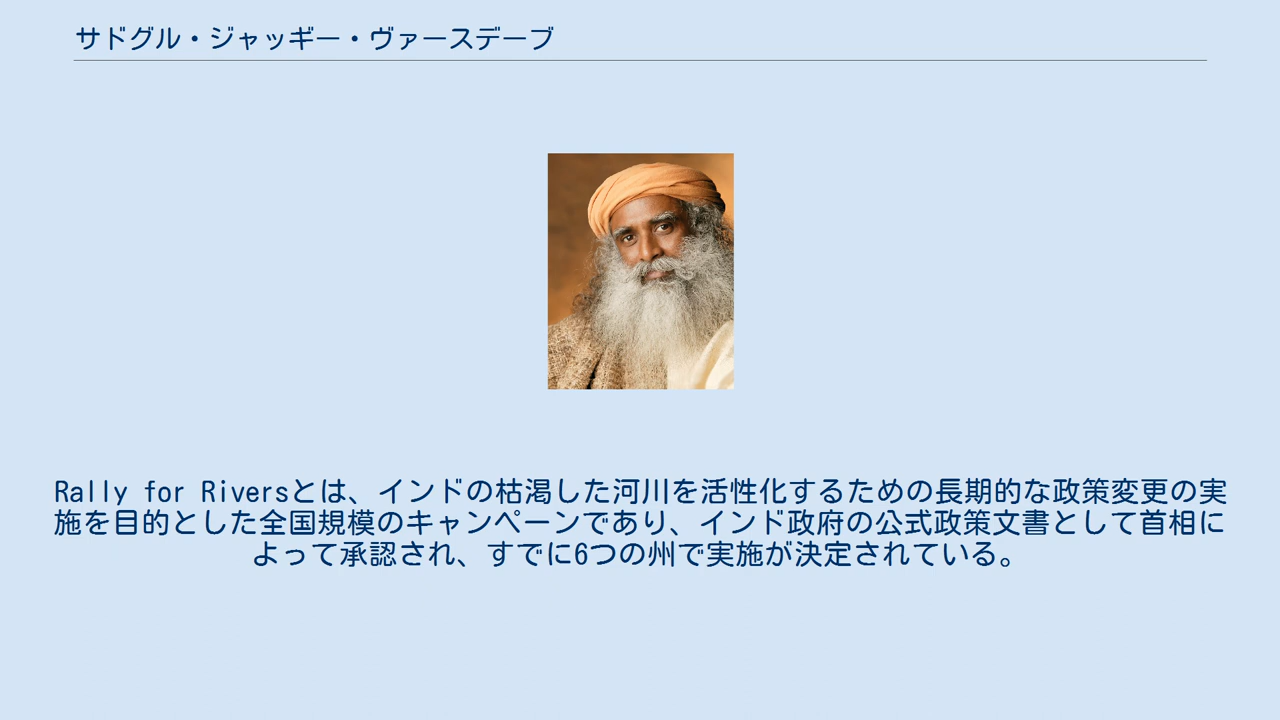 サドグル・ジャッギー・ヴァースデーブ
Rally for Riversとは、インドの枯渇した河川を活性化するための長期的な政策変更の実
施を目的とした全国規模のキャンペーンであり、インド政府の公式政策文書として首相に
よって承認され、すでに6つの州で実施が決定されている。